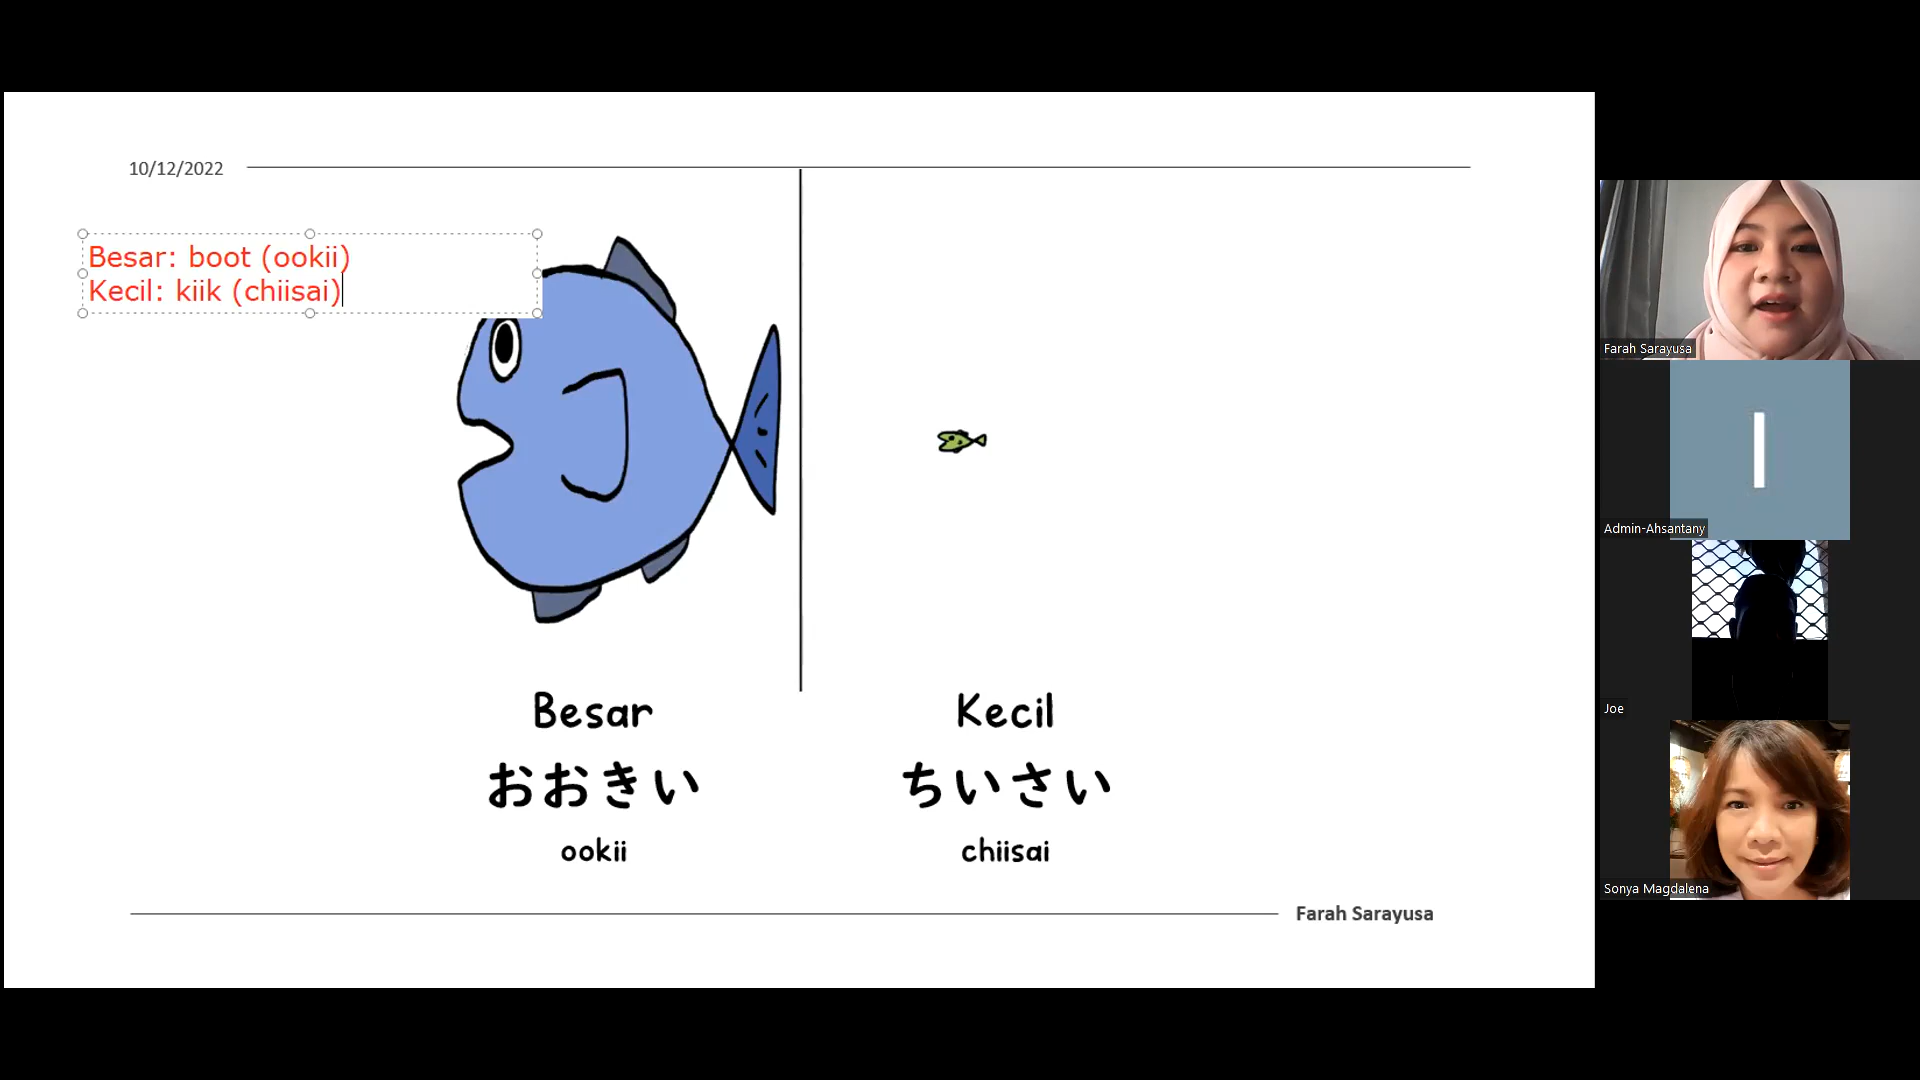 10/12/2022
Besar: boot (ookii)
Kecil: kiik (chiisai)
Besar
おおきい
ookii
Kecil
ちいさい
chiisai
Farah Sarayusa
Farah Sarayusa
I
Admin-Ahsantany
Joe
Sonya Magdalena